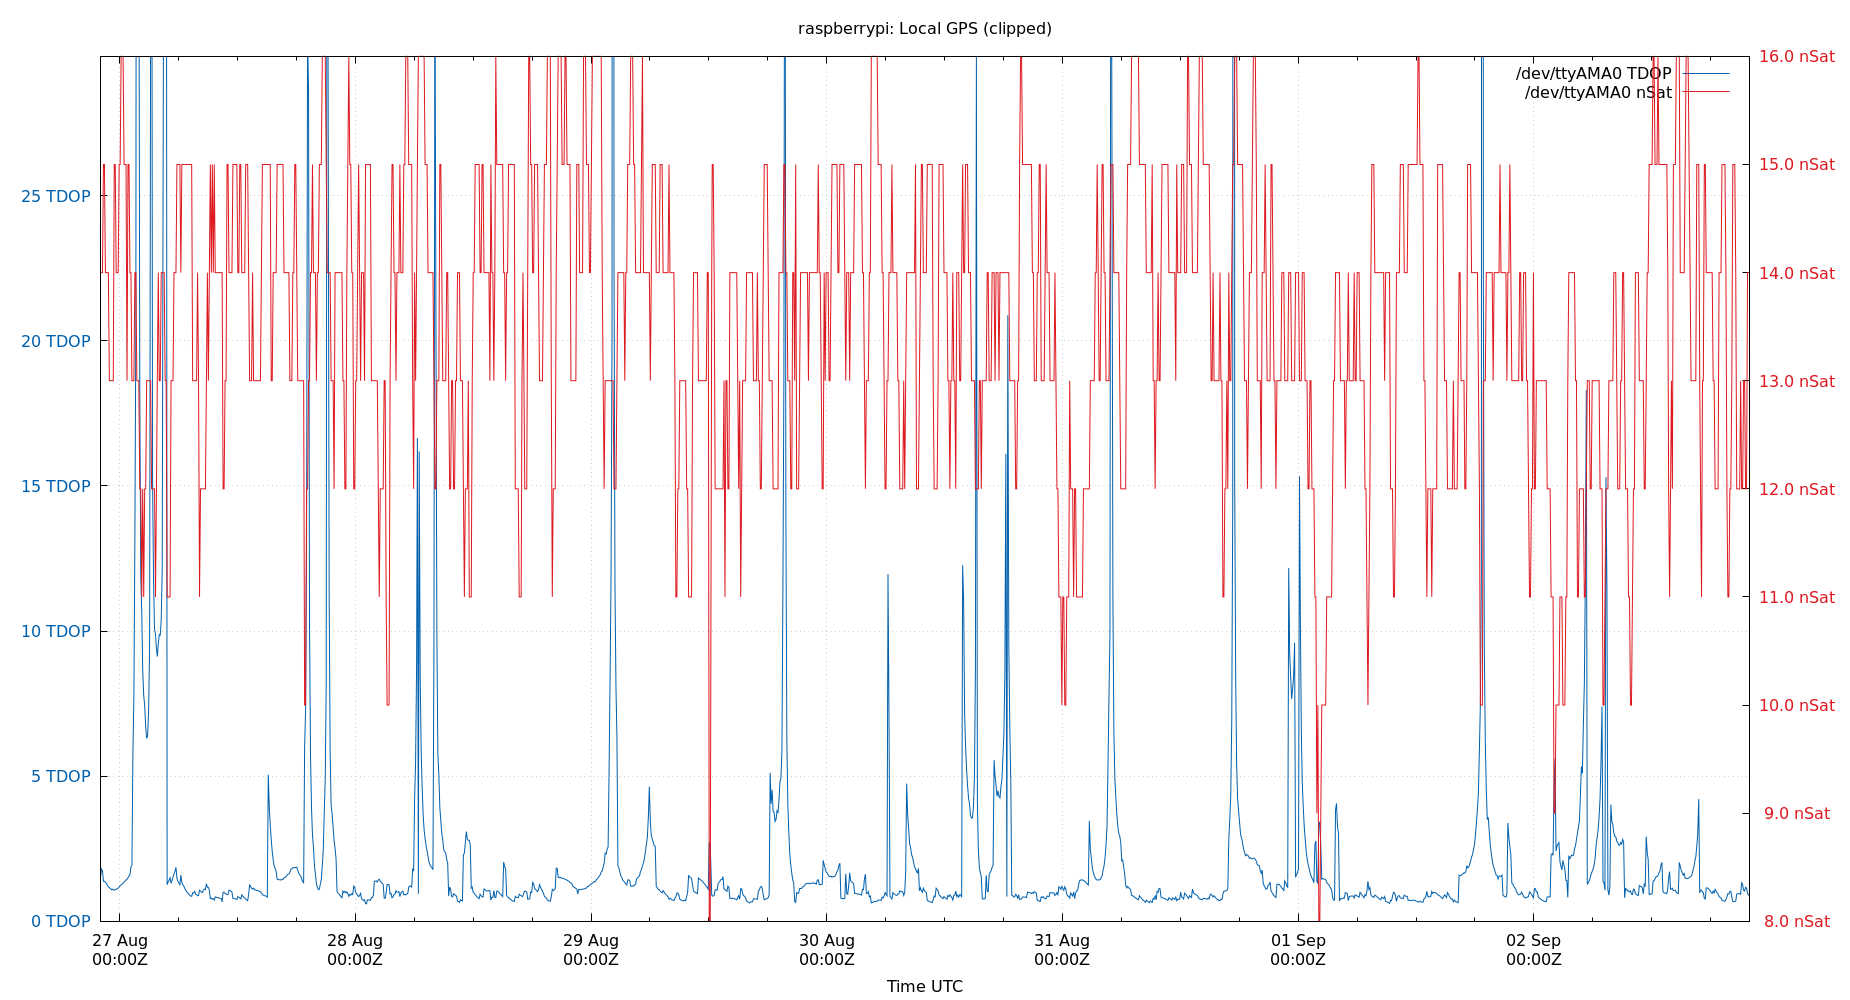 raspberrypi: Local GPS (clipped)
/dev/ttyAMA0 TDOP
/dev/ttyAMA0 nSat
25 TDOP
20 TDOP
15 TDOP
10 TDOP
5 TDOP
0 TDOP
16.0 nSat
15.0 nSat
14.0 nSat
13.0 nSat
12.0 nSat
11.0 nSat
10.0 nSat
9.0 nSat
8.0 nSat
27 Aug
00:00Z
28 Aug
00:00Z
29 Aug
00:00Z
30 Aug
00:00Z
31 Aug
00:00Z
01 Sep
00:00Z
02 Sep
00:00Z
Time UTC